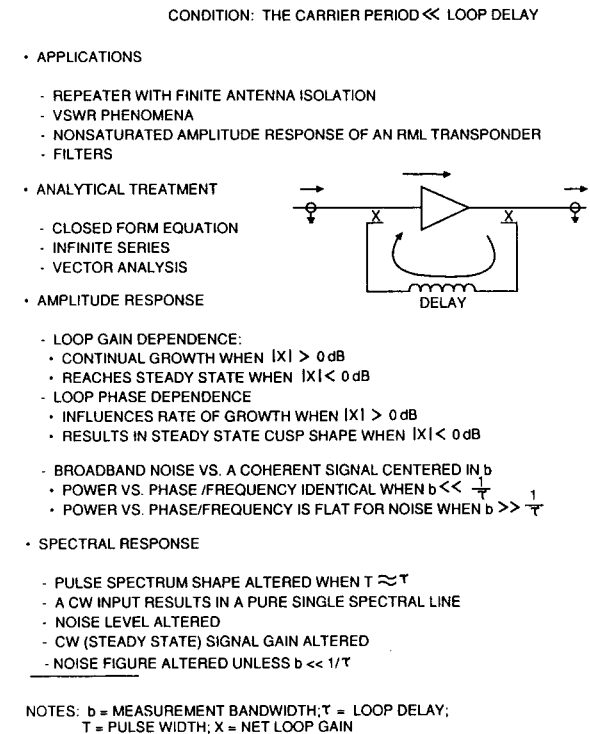 CONDITION: THE CARRIER PERIOD << LOOP DELAY
• APPLICATIONS
- REPEATER WITH FINITE ANTENNA ISOLATION
- VSWR PHENOMENA
- NONSATURATED AMPLITUDE RESPONSE OF AN RML TRANSPONDER
- FILTERS
• ANALYTICAL TREATMENT
- CLOSED FORM EQUATION
- INFINITE SERIES
- VECTOR ANALYSIS
X X
DELAY
• AMPLITUDE RESPONSE
- LOOP GAIN DEPENDENCE:
• CONTINUAL GROWTH WHEN |X| > 0 dB
• REACHES STEADY STATE WHEN |X| < 0 dB
- LOOP PHASE DEPENDENCE
• INFLUENCES RATE OF GROWTH WHEN |X| > 0 dB
• RESULTS IN STEADY STATE CUSP SHAPE WHEN |X| < 0 dB
- BROADBAND NOISE VS. A COHERENT SIGNAL CENTERED IN b
• POWER VS. PHASE /FREQUENCY IDENTICAL WHEN b << 1/τ
• POWER VS. PHASE/FREQUENCY IS FLAT FOR NOISE WHEN b >> 1/τ
• SPECTRAL RESPONSE
- PULSE SPECTRUM SHAPE ALTERED WHEN T ≈ τ
- A CW INPUT RESULTS IN A PURE SINGLE SPECTRAL LINE
- NOISE LEVEL ALTERED
- CW (STEADY STATE) SIGNAL GAIN ALTERED
- NOISE FIGURE ALTERED UNLESS b << 1/τ
NOTES: b = MEASUREMENT BANDWIDTH; τ = LOOP DELAY;
T = PULSE WIDTH; X = NET LOOP GAIN